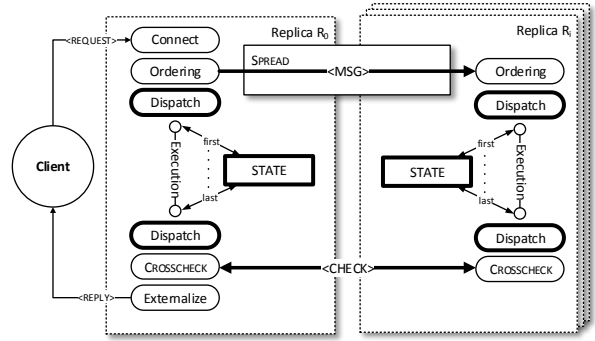 Replica R0
Replica Ri
<REQUEST>
Connect
Ordering
SPREAD
<MSG>
Ordering
Dispatch
Dispatch
Client
Execution
first
last
STATE
STATE
first
last
Execution
Dispatch
Dispatch
CROSSCHECK
<CHECK>
CROSSCHECK
<REPLY>
Externalize